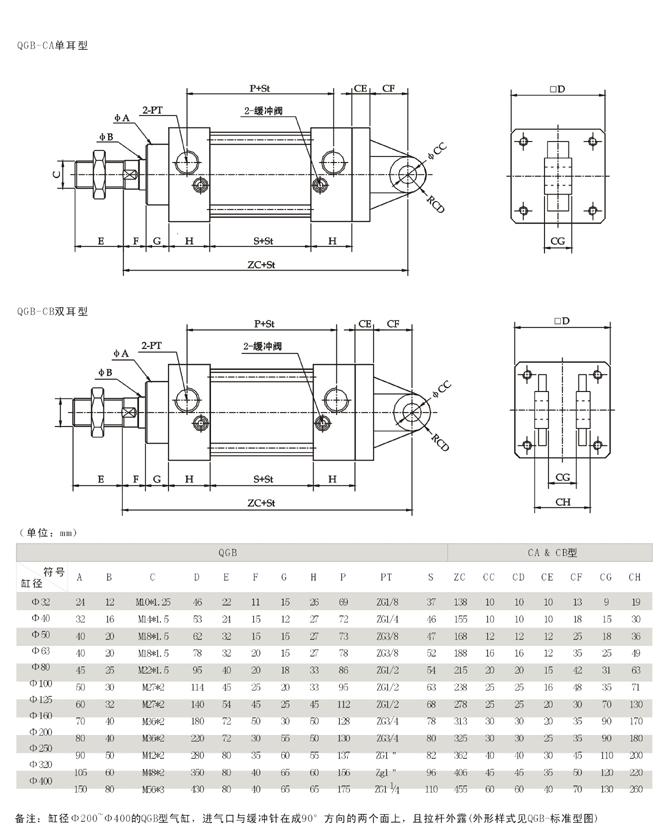 QGB-CA单耳型
P+St CE CF □D
2-PT 2-缓冲阀
ΦA
ΦB ΦCC
C
RCD
E F G H S+St H CG
ZC+St
QGB-CB双耳型
P+St CE CF □D
2-PT 2-缓冲阀
ΦA
ΦB ΦCC
RCD
E F G H S+St H CG
ZC+St CH
(单位: mm)
QGB CA & CB型
符号
缸径 A B C D E F G H P PT S ZC CC CD CE CF CG CH
Φ32 24 12 M10*1.25 46 22 11 15 26 69 ZG1/8 37 138 10 10 10 13 9 19
Φ40 32 16 M14*1.5 53 24 15 12 27 72 ZG1/4 46 155 10 10 10 18 15 30
Φ50 40 20 M18*1.5 62 32 15 15 27 73 ZG3/8 47 168 12 12 12 25 18 36
Φ63 40 20 M18*1.5 78 32 20 15 27 78 ZG3/8 52 188 16 16 12 35 25 49
Φ80 45 25 M22*1.5 95 40 20 18 33 86 ZG1/2 54 215 20 20 15 42 31 63
Φ100 50 30 M27*2 114 45 25 20 33 95 ZG1/2 63 238 25 25 16 48 35 71
Φ125 60 32 M27*2 140 54 45 25 45 112 ZG1/2 68 278 25 25 20 30 70 130
Φ160 70 40 M36*2 180 72 50 30 50 128 ZG3/4 78 313 30 30 20 35 90 170
Φ200 80 40 M36*2 220 72 30 55 50 130 ZG3/4 80 325 30 30 25 35 90 180
Φ250 90 50 M42*2 280 80 35 60 55 137 ZG1" 82 362 40 40 30 45 110 200
Φ320 105 60 M48*2 350 80 40 65 60 156 Zg1" 96 406 45 45 35 50 120 220
Φ400 150 80 M56*3 430 80 40 65 65 175 ZG1 1/4 110 455 60 60 40 70 130 260
备注: 缸径Φ200~Φ400的QGB型气缸, 进气口与缓冲针在成90° 方向的两个面上, 且拉杆外露(外形样式见QGB-标准型图)